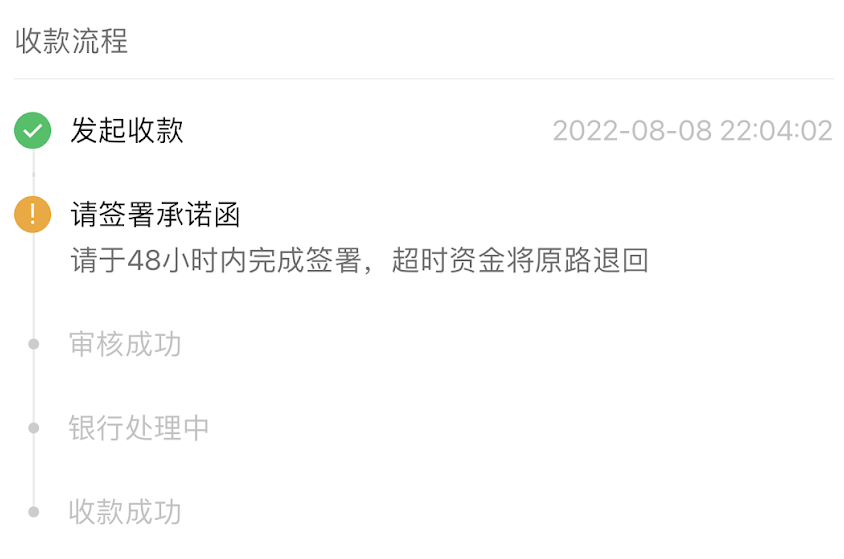 收款流程
发起收款 2022-08-08 22:04:02
请签署承诺函
请于48小时内完成签署，超时资金将原路退回
审核成功
银行处理中
收款成功